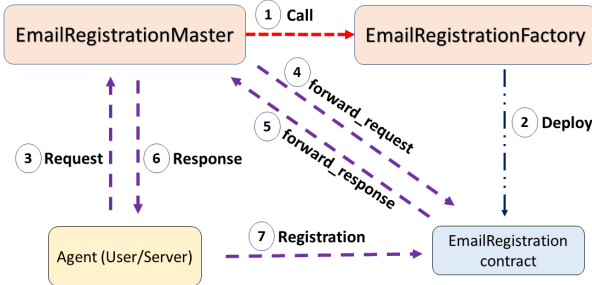 1 Call
EmailRegistrationMaster
EmailRegistrationFactory
4 forward_request
5 forward_response
2 Deploy
3 Request
6 Response
7 Registration
Agent (User/Server)
EmailRegistration
contract